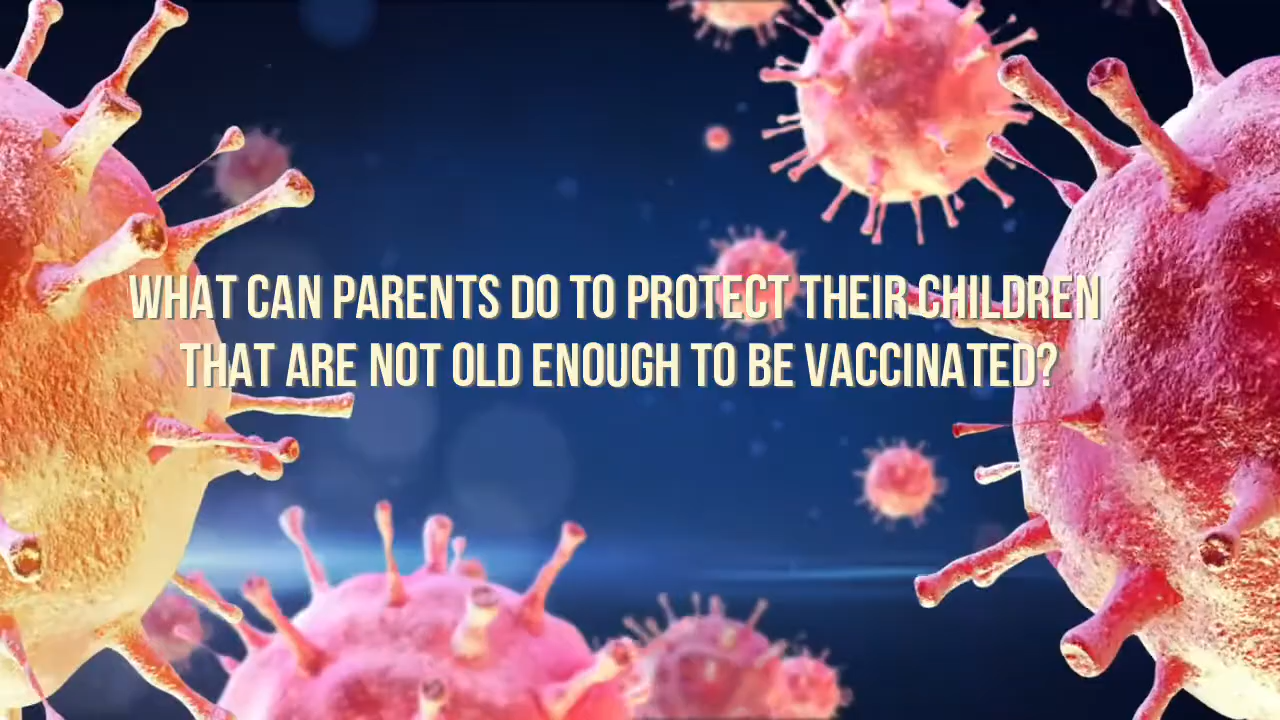 WHAT CAN PARENTS DO TO PROTECT THEIR CHILDREN
THAT ARE NOT OLD ENOUGH TO BE VACCINATED?